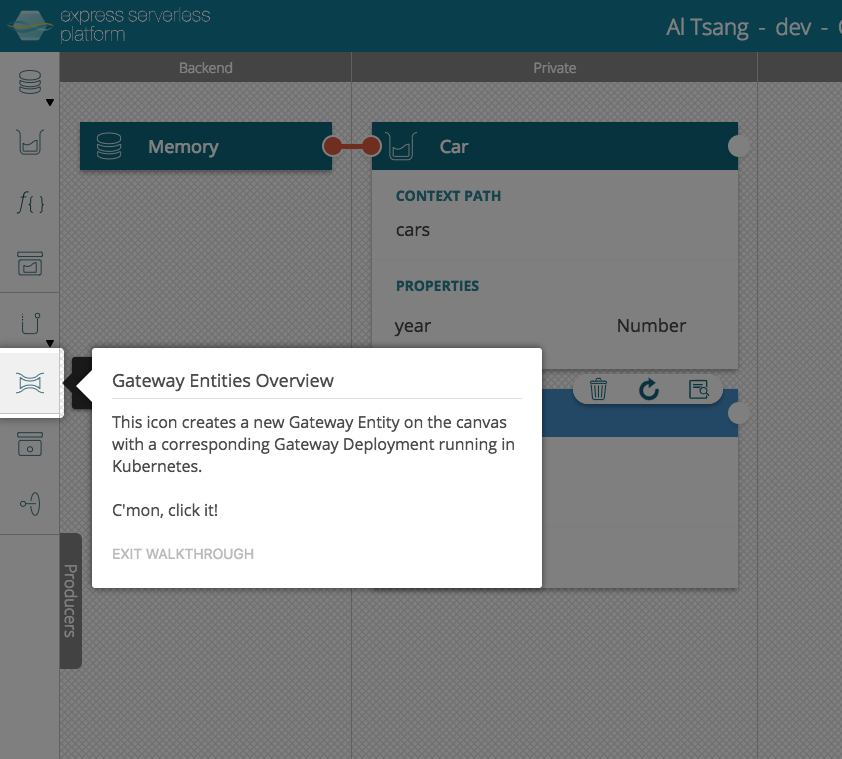 express serverless
platform
Al Tsang - dev -
Backend
Private
Memory
Car
CONTEXT PATH
cars
PROPERTIES
year
Number
f{}
Gateway Entities Overview
This icon creates a new Gateway Entity on the canvas
with a corresponding Gateway Deployment running in
Kubernetes.
C'mon, click it!
EXIT WALKTHROUGH
Producers